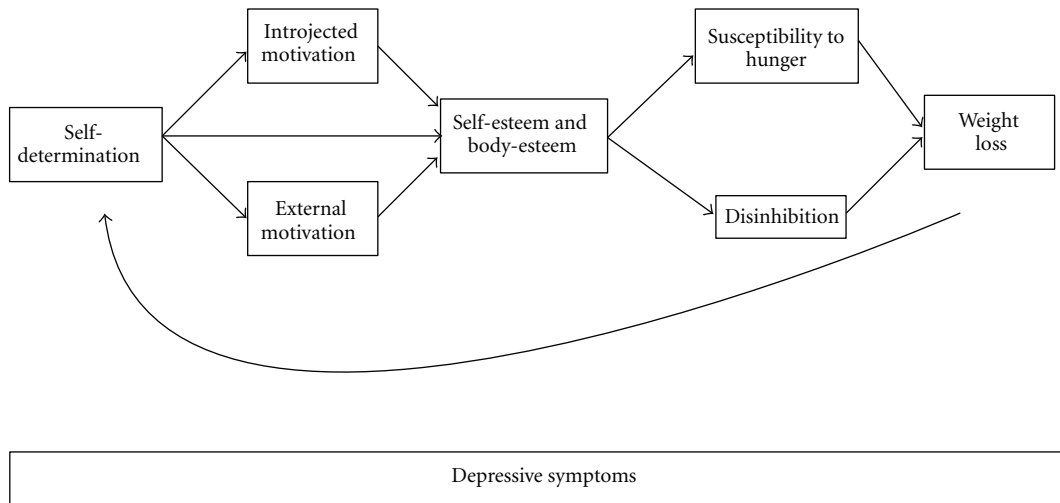 Introjected
motivation
Susceptibility to
hunger
Self-
determination
Self-esteem and
body-esteem
Weight
loss
External
motivation
Disinhibition
Depressive symptoms